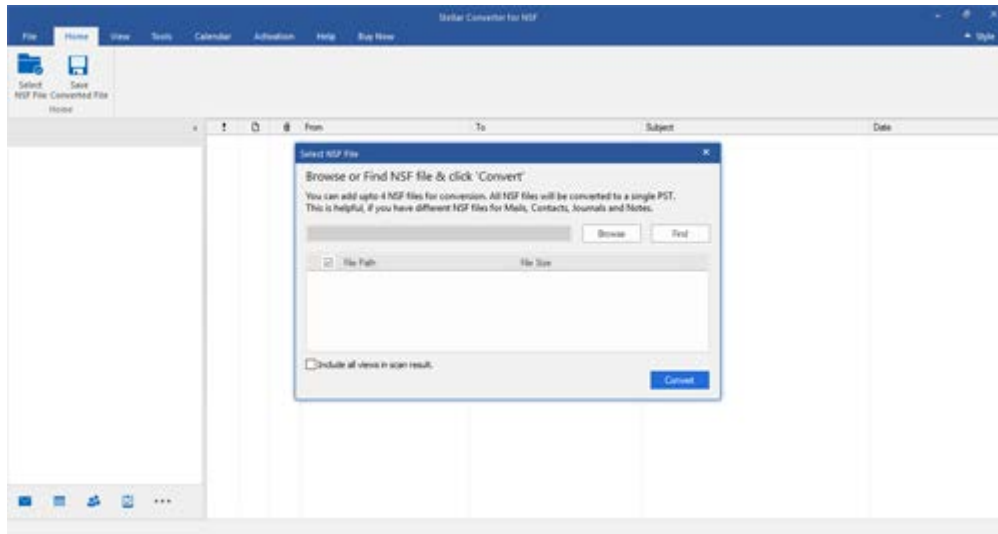 Stellar Converter for NSF
File Home View Tools Calendar Activation Help Buy Now
Style
Select NSF File
Save Converted File
Home
! From To Subject Date
Select NSF File
Browse or Find NSF file & click 'Convert'
You can add upto 4 NSF files for conversion. All NSF files will be converted to a single PST.
This is helpful, if you have different NSF files for Mails, Contacts, Journals and Notes.
Browse Find
File Path File Size
Include all views in scan result.
Convert